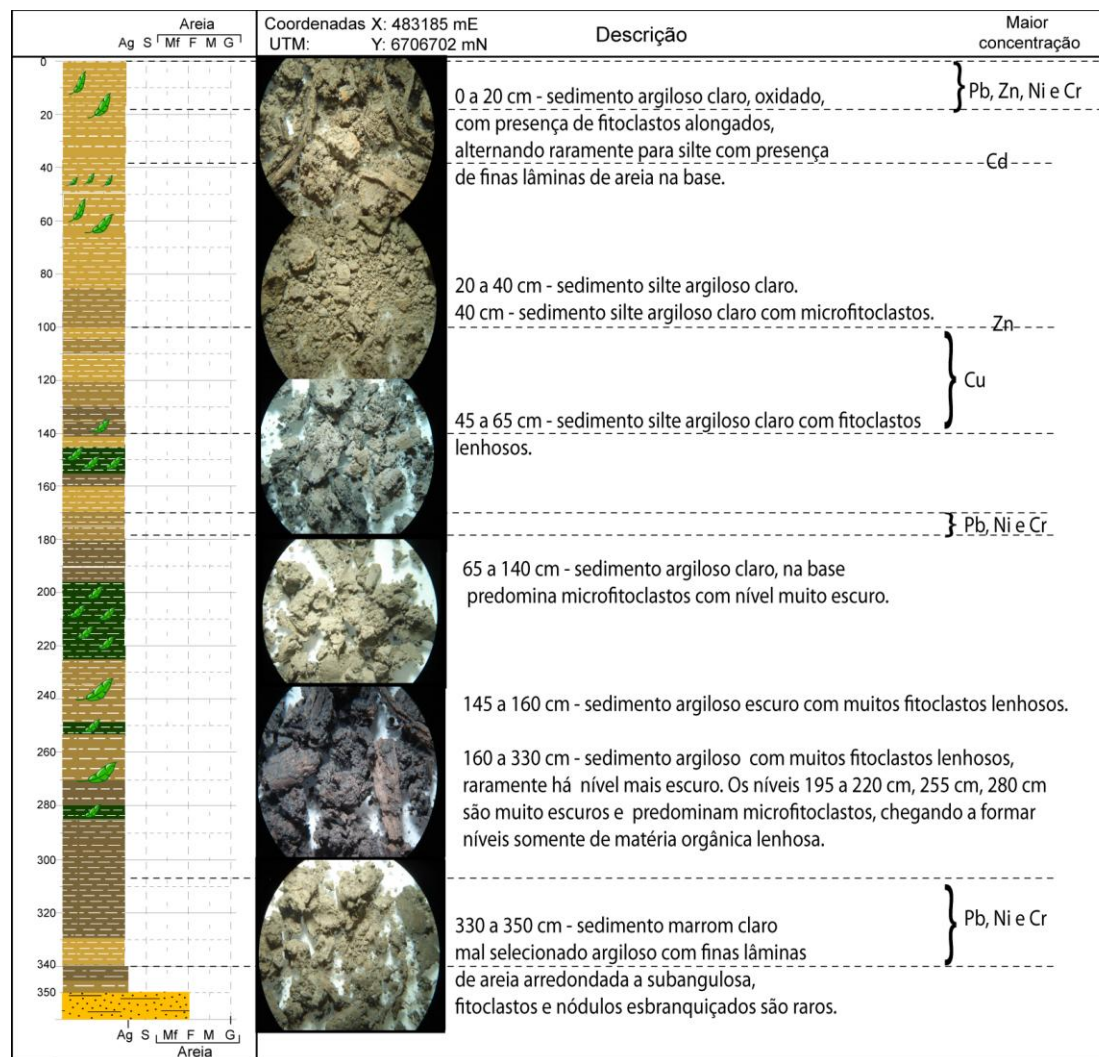 Areia
Ag S Mf F M G
Coordenadas X: 483185 mE
UTM: Y: 6706702 mN
Descrição
Maior
concentração
0
20
40
60
80
100
120
140
160
180
200
220
240
260
280
300
320
340
350
0 a 20 cm - sedimento argiloso claro, oxidado,
com presença de fitoclastos alongados,
alternando raramente para silte com presença
de finas lâminas de areia na base.
20 a 40 cm - sedimento silte argiloso claro.
40 cm - sedimento silte argiloso claro com microfitoclastos.
45 a 65 cm - sedimento silte argiloso claro com fitoclastos
lenhosos.
65 a 140 cm - sedimento argiloso claro, na base
predomina microfitoclastos com nível muito escuro.
145 a 160 cm - sedimento argiloso escuro com muitos fitoclastos lenhosos.
160 a 330 cm - sedimento argiloso com muitos fitoclastos lenhosos,
raramente há nível mais escuro. Os níveis 195 a 220 cm, 255 cm, 280 cm
são muito escuros e predominam microfitoclastos, chegando a formar
níveis somente de matéria orgânica lenhosa.
330 a 350 cm - sedimento marrom claro
mal selecionado argiloso com finas lâminas
de areia arredondada a subangulosa,
fitoclastos e nódulos esbranquiçados são raros.
Pb, Zn, Ni e Cr
Cd
Zn
Cu
Pb, Ni e Cr
Pb, Ni e Cr
Ag S Mf F M G
Areia